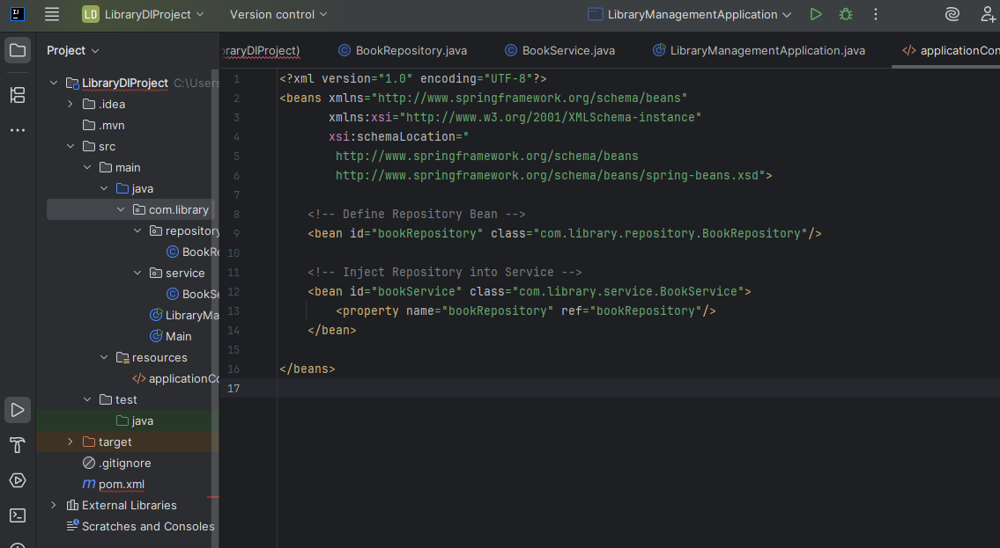 LD LibraryDIProject Version control LibraryManagementApplication
Project
raryDIProject) BookRepository.java BookService.java LibraryManagementApplication.java applicationCon
LibraryDIProject C:\Users
.idea
.mvn
src
main
java
com.library
repository
BookRe
service
BookSe
LibraryMa
Main
resources
applicationCo
test
java
target
.gitignore
pom.xml
External Libraries
Scratches and Consoles
1 <?xml version="1.0" encoding="UTF-8"?>
2 <beans xmlns="http://www.springframework.org/schema/beans"
3 xmlns:xsi="http://www.w3.org/2001/XMLSchema-instance"
4 xsi:schemaLocation="
5 http://www.springframework.org/schema/beans
6 http://www.springframework.org/schema/beans/spring-beans.xsd">
7
8 <!-- Define Repository Bean -->
9 <bean id="bookRepository" class="com.library.repository.BookRepository"/>
10
11 <!-- Inject Repository into Service -->
12 <bean id="bookService" class="com.library.service.BookService">
13 <property name="bookRepository" ref="bookRepository"/>
14 </bean>
15
16 </beans>
17